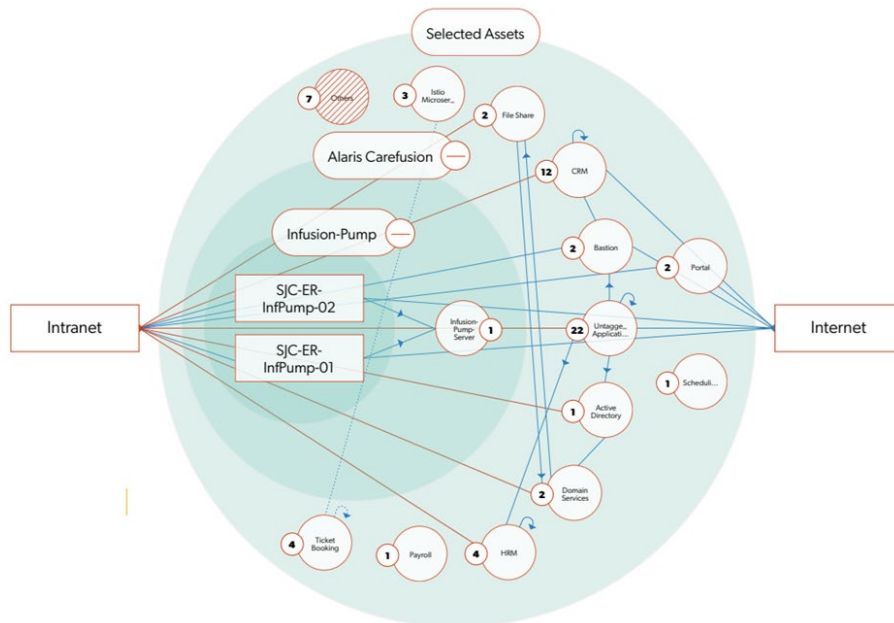 Selected Assets
7
Others
3
Istio
Microser_
2
File Share
Alaris Carefusion
12
CRM
Infusion-Pump
2
Bastion
2
Portal
SJC-ER-
InfPump-02
Intranet
Infusion-
Pump-
Server
1
22
Untagge_
Applicati...
Internet
SJC-ER-
InfPump-01
1
Scheduli...
1
Active
Directory
2
Domain
Services
4
Ticket
Booking
1
Payroll
4
HRM